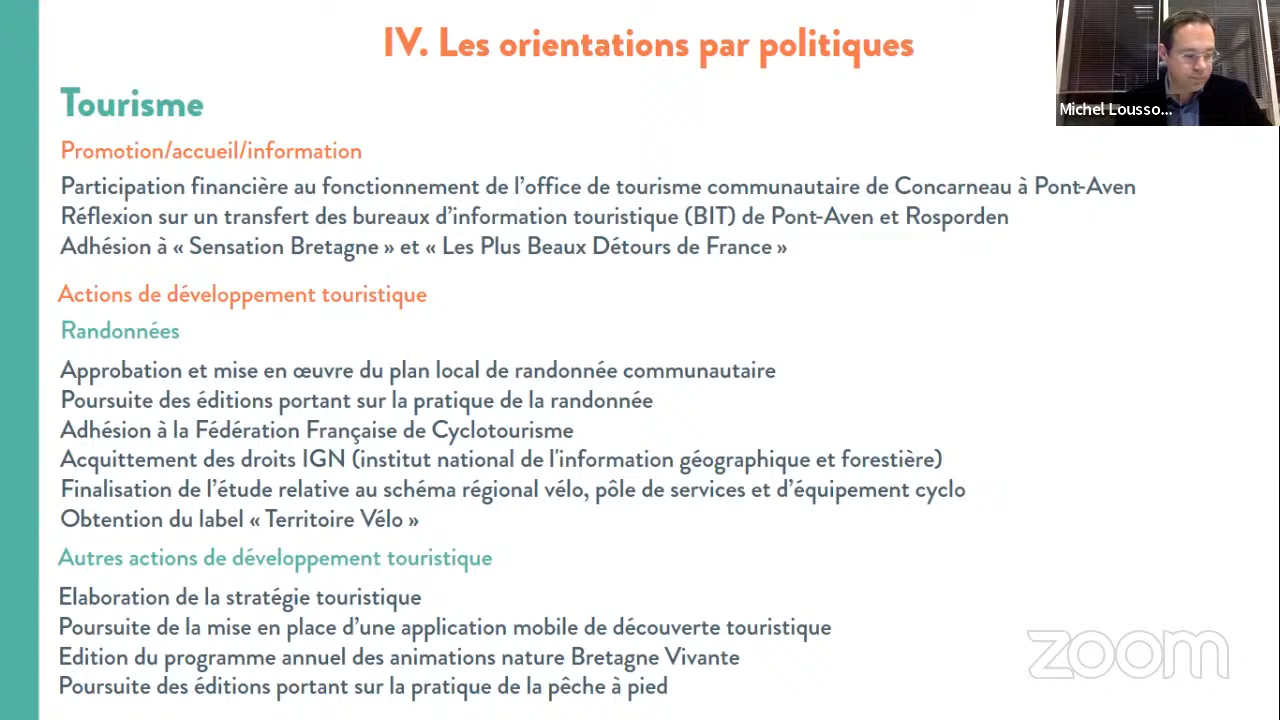 IV. Les orientations par politiques
Tourisme
Michel Lousso...
Promotion/accueil/information
Participation financière au fonctionnement de l'office de tourisme communautaire de Concarneau à Pont-Aven
Réflexion sur un transfert des bureaux d'information touristique (BIT) de Pont-Aven et Rosporden
Adhésion à « Sensation Bretagne » et « Les Plus Beaux Détours de France »
Actions de développement touristique
Randonnées
Approbation et mise en œuvre du plan local de randonnée communautaire
Poursuite des éditions portant sur la pratique de la randonnée
Adhésion à la Fédération Française de Cyclotourisme
Acquittement des droits IGN (institut national de l'information géographique et forestière)
Finalisation de l'étude relative au schéma régional vélo, pôle de services et d'équipement cyclo
Obtention du label « Territoire Vélo »
Autres actions de développement touristique
Elaboration de la stratégie touristique
Poursuite de la mise en place d'une application mobile de découverte touristique
Edition du programme annuel des animations nature Bretagne Vivante
Poursuite des éditions portant sur la pratique de la pêche à pied
zoom